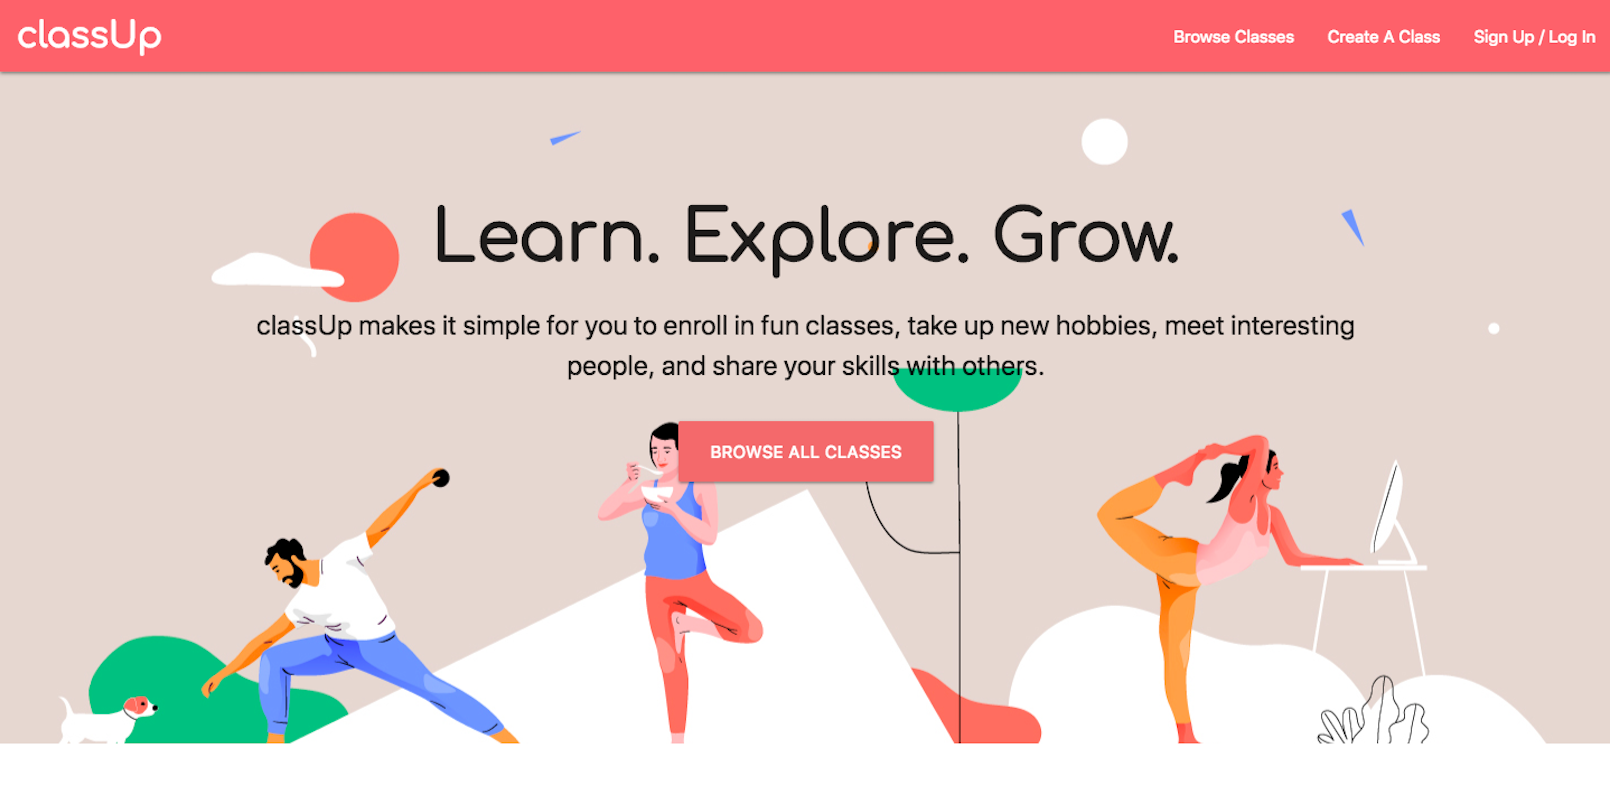 classUp
Browse Classes
Create A Class
Sign Up / Log In
Learn. Explore. Grow.
classUp makes it simple for you to enroll in fun classes, take up new hobbies, meet interesting
people, and share your skills with others.
BROWSE ALL CLASSES